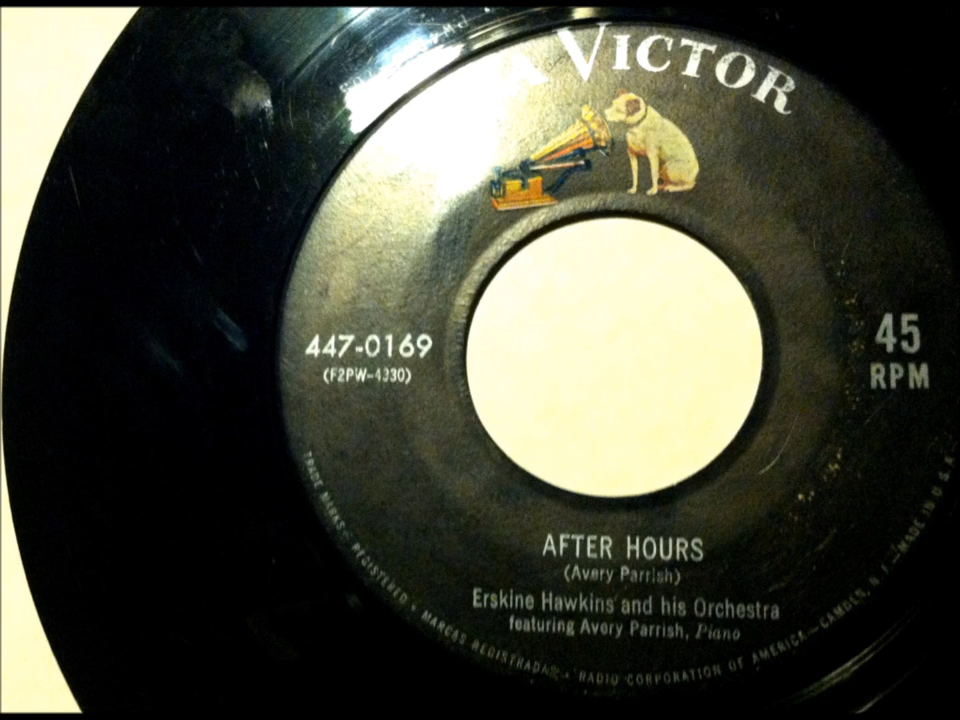 VICTOR
447-0169
(F2PW-4330)
45
RPM
AFTER HOURS
(Avery Parrish)
Erskine Hawkins and his Orchestra
featuring Avery Parrish, Piano
TRADE MARKS - REGISTERED • MARCAS REGISTRADAS • RADIO CORPORATION OF AMERICA—CAMDEN, N. J.—MADE IN U.S.A.